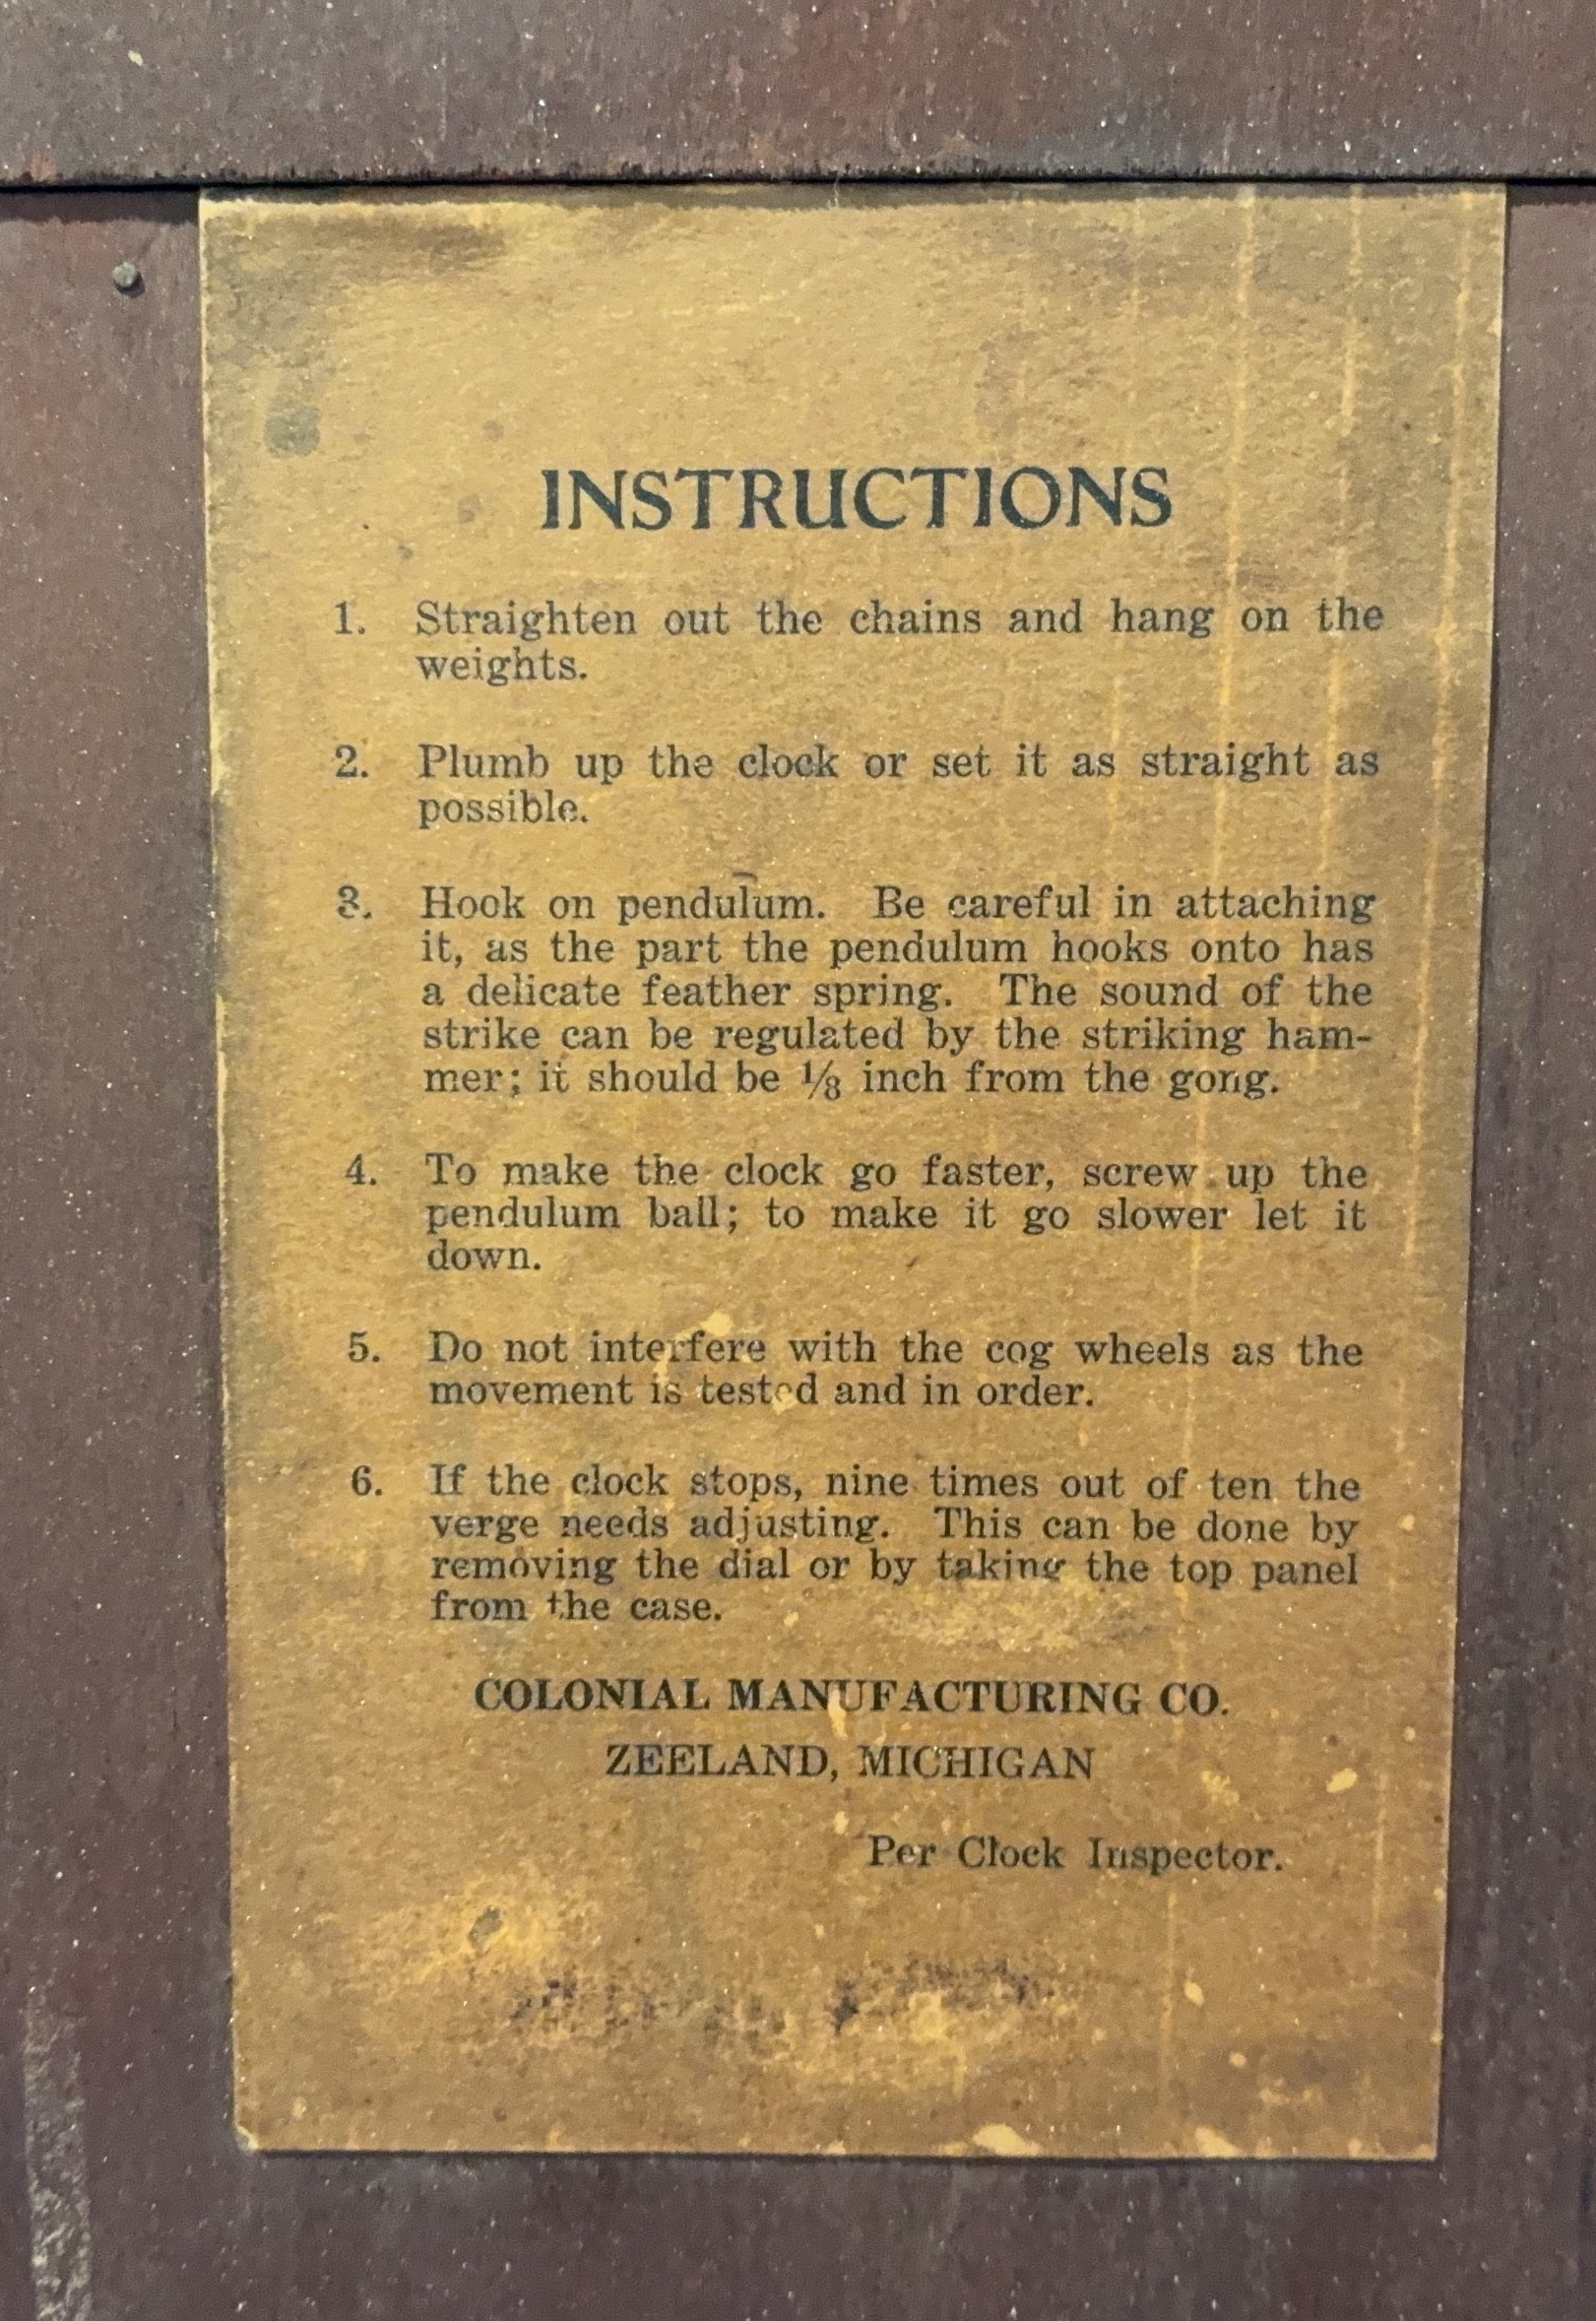 INSTRUCTIONS
1. Straighten out the chains and hang on the
weights.
2. Plumb up the clock or set it as straight as
possible.
3. Hook on pendulum. Be careful in attaching
it, as the part the pendulum hooks onto has
a delicate feather spring. The sound of the
strike can be regulated by the striking ham-
mer; it should be 1/8 inch from the gong.
4. To make the clock go faster, screw up the
pendulum ball; to make it go slower let it
down.
5. Do not interfere with the cog wheels as the
movement is tested and in order.
6. If the clock stops, nine times out of ten the
verge needs adjusting. This can be done by
removing the dial or by taking the top panel
from the case.
COLONIAL MANUFACTURING CO.
ZEELAND, MICHIGAN
Per Clock Inspector.